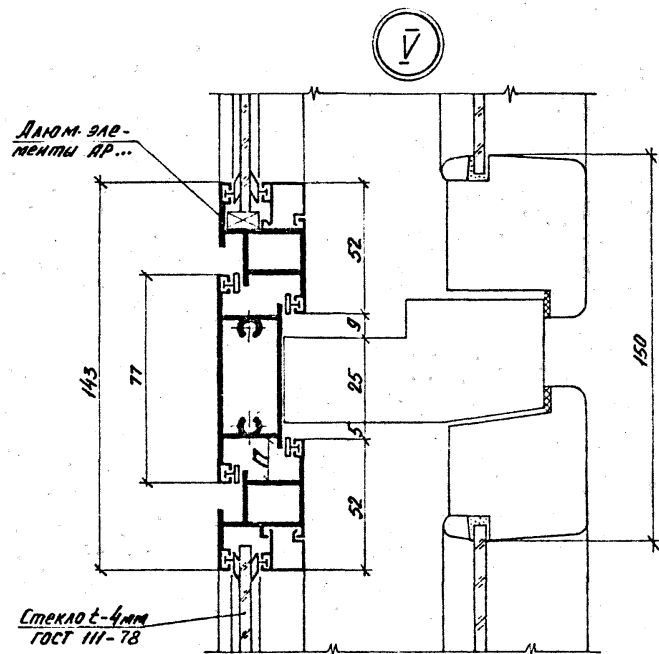 V
Алюм. эле-
менты АР...
52
9
25
5
52
17
77
143
150
Стекло t-4мм
ГОСТ 111-78